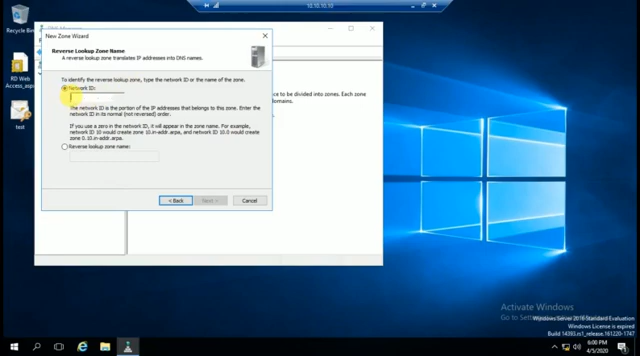 10.10.10.10
Recycle Bin
RD Web
Access_aspx
test
New Zone Wizard
Reverse Lookup Zone Name
A reverse lookup zone translates IP addresses into DNS names.
To identify the reverse lookup zone, type the network ID or the name of the zone.
Network ID:
The network ID is the portion of the IP addresses that belongs to this zone. Enter the
network ID in its normal (not reversed) order.
If you use a zero in the network ID, it will appear in the zone name. For example,
network ID 10 would create zone 10.in-addr.arpa, and network ID 10.0 would create
zone 0.10.in-addr.arpa.
Reverse lookup zone name:
< Back
Next >
Cancel
ce to be divided into zones. Each zone
domains.
Activate Windows
Go to Settings
Windows Server 2016 Standard Evaluation
Windows License is expired
Build 14393.rs1_release.161220-1747
6:00 PM
4/5/2020